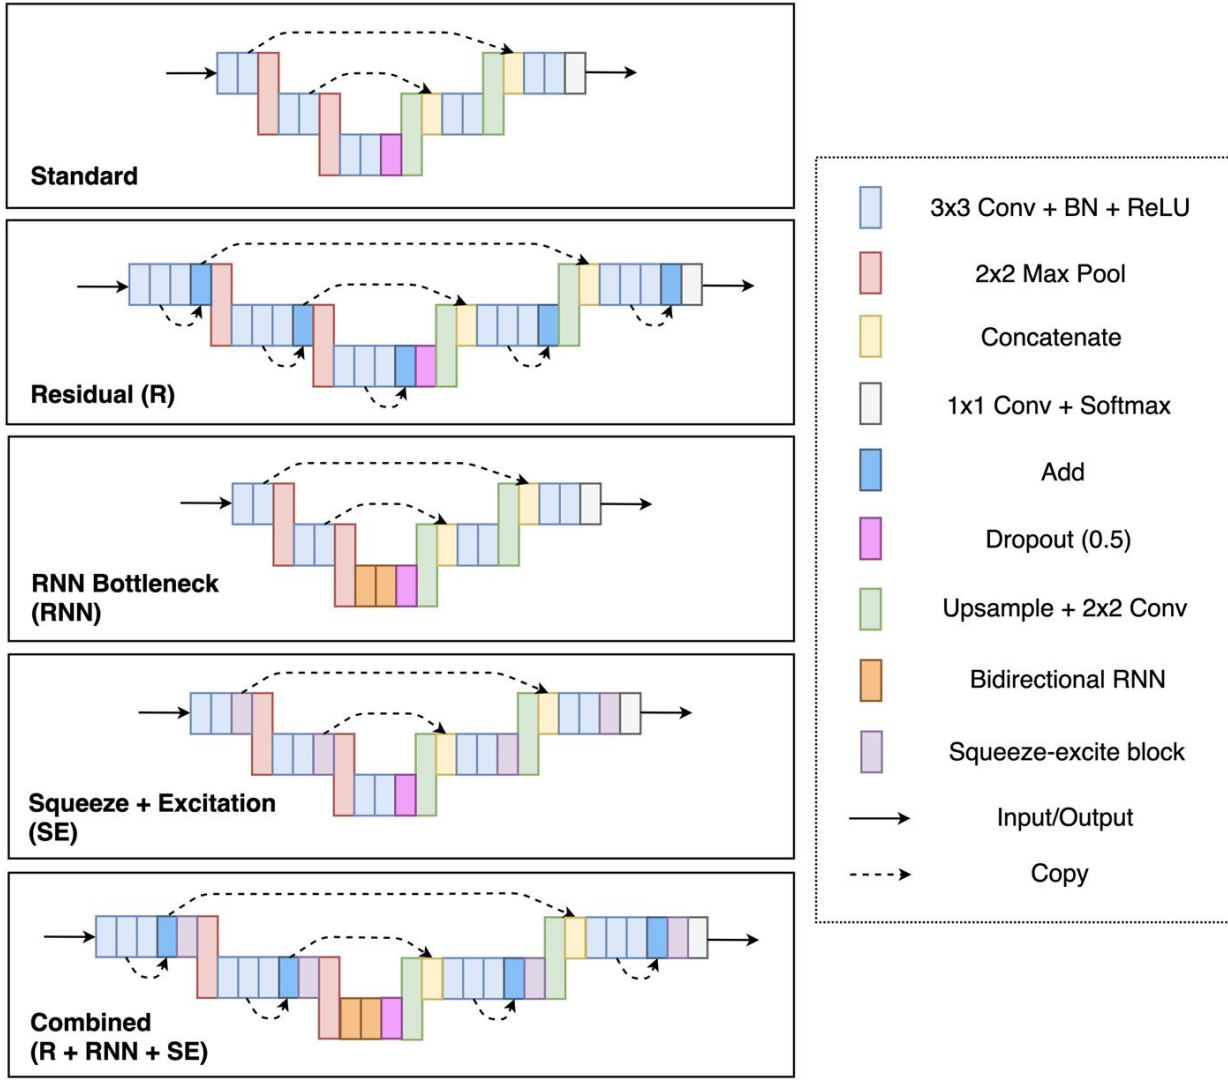 Standard
Residual (R)
RNN Bottleneck
(RNN)
Squeeze + Excitation
(SE)
Combined
(R + RNN + SE)
3x3 Conv + BN + ReLU
2x2 Max Pool
Concatenate
1x1 Conv + Softmax
Add
Dropout (0.5)
Upsample + 2x2 Conv
Bidirectional RNN
Squeeze-excite block
Input/Output
Copy